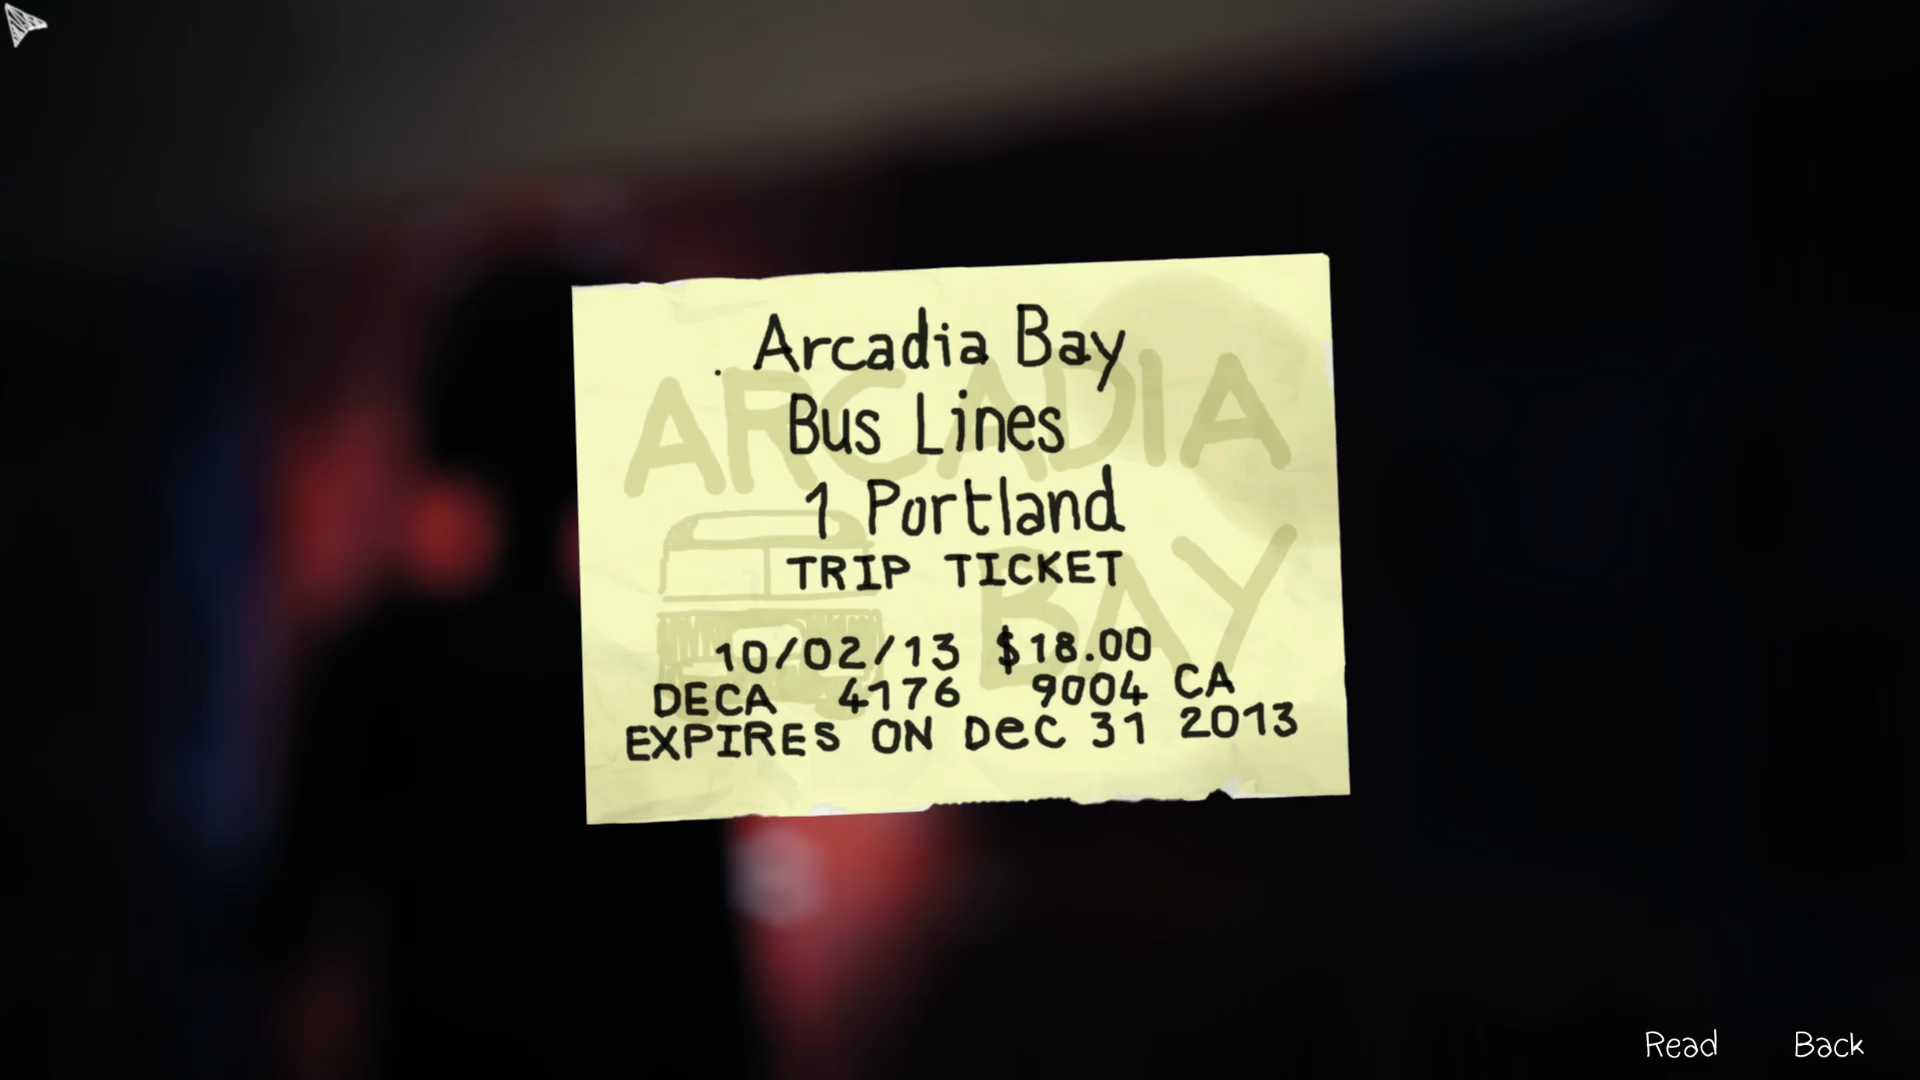 . Arcadia Bay
Bus Lines
1 Portland
TRIP TICKET
ARCADIA
BAY
10/02/13 $18.00
DECA 4176 9004 CA
EXPIRES ON DeC 31 2013
Read Back